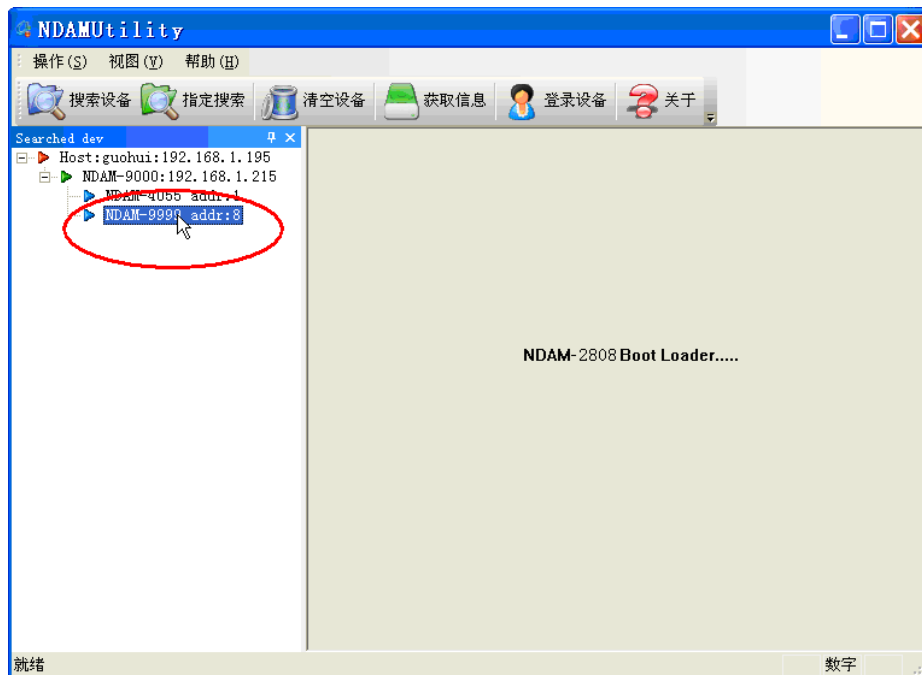 NDAMUtility
操作(S) 视图(V) 帮助(H)
搜索设备 指定搜索 清空设备 获取信息 登录设备 关于
Searched dev
Host:guohui:192.168.1.195
NDAM-9000:192.168.1.215
NDAM-4055 addr:1
NDAM-9999 addr:8
NDAM-2808 Boot Loader.....
就绪 数字